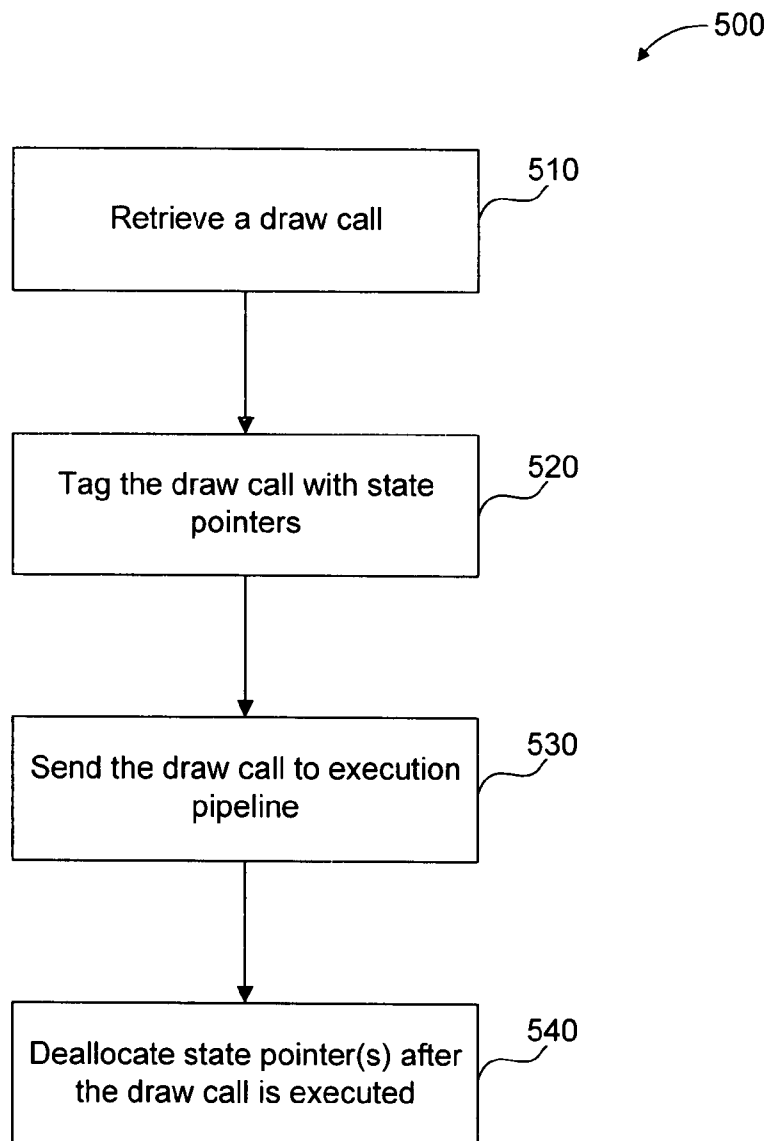 500
510
Retrieve a draw call
520
Tag the draw call with state
pointers
530
Send the draw call to execution
pipeline
540
Deallocate state pointer(s) after
the draw call is executed